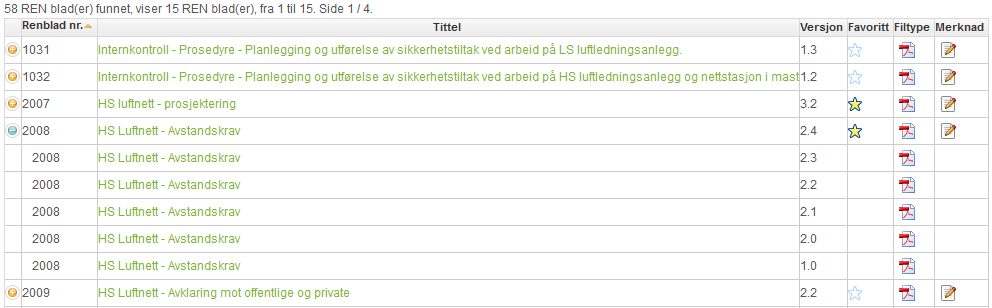 58 REN blad(er) funnet, viser 15 REN blad(er), fra 1 til 15. Side 1 / 4.
Renblad nr. Tittel Versjon Favoritt Filtype Merknad
1031 Internkontroll - Prosedyre - Planlegging og utførelse av sikkerhetstiltak ved arbeid på LS luftledningsanlegg. 1.3
1032 Internkontroll - Prosedyre - Planlegging og utførelse av sikkerhetstiltak ved arbeid på HS luftledningsanlegg og nettstasjon i mast 1.2
2007 HS luftnett - prosjektering 3.2
2008 HS Luftnett - Avstandskrav 2.4
2008 HS Luftnett - Avstandskrav 2.3
2008 HS Luftnett - Avstandskrav 2.2
2008 HS Luftnett - Avstandskrav 2.1
2008 HS Luftnett - Avstandskrav 2.0
2008 HS Luftnett - Avstandskrav 1.0
2009 HS Luftnett - Avklaring mot offentlige og private 2.2